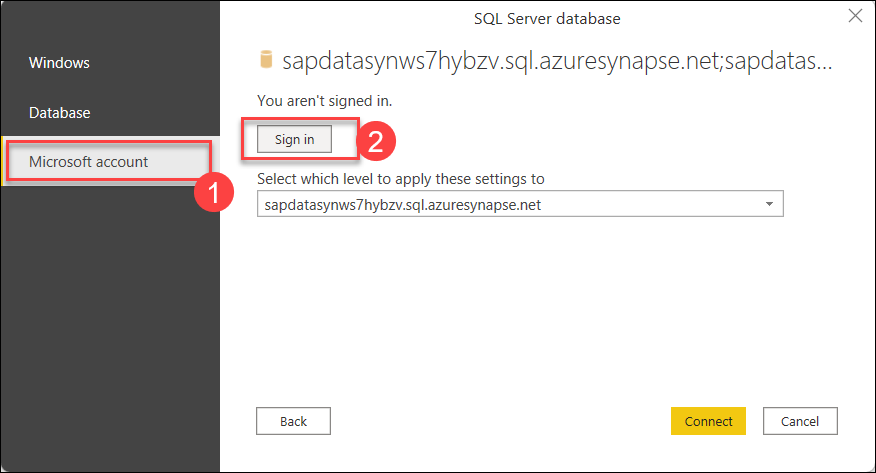 SQL Server database
Windows
Database
Microsoft account
1
sapdatasynws7hybzv.sql.azuresynapse.net;sapdatas...
You aren't signed in.
Sign in
2
Select which level to apply these settings to
sapdatasynws7hybzv.sql.azuresynapse.net
Back
Connect
Cancel